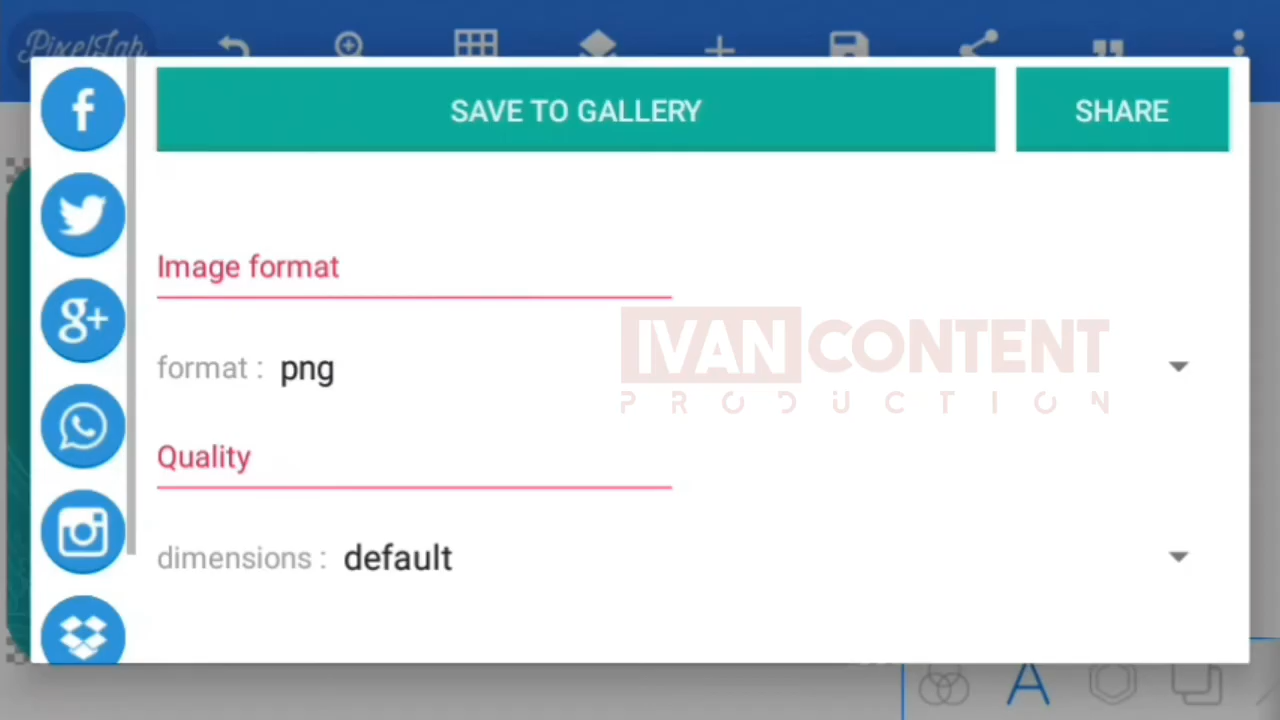 PixelLab
SAVE TO GALLERY
SHARE
Image format
format : png
IVAN CONTENT
PRODUCTION
Quality
dimensions : default